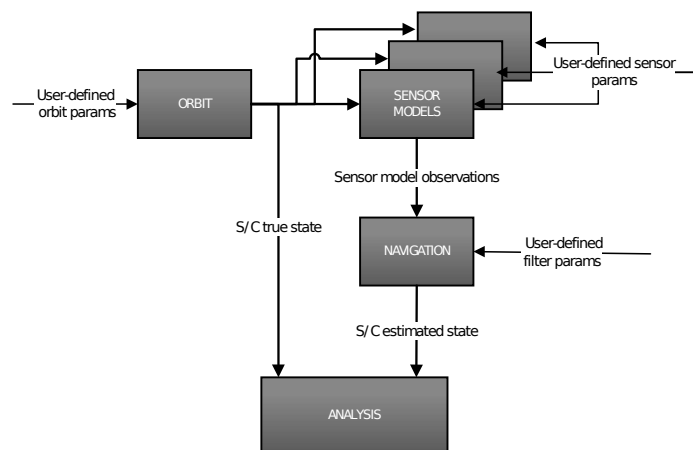 User-defined sensor
params
User-defined
orbit params
ORBIT
SENSOR
MODELS
Sensor model observations
S/C true state
NAVIGATION
User-defined
filter params
S/C estimated state
ANALYSIS